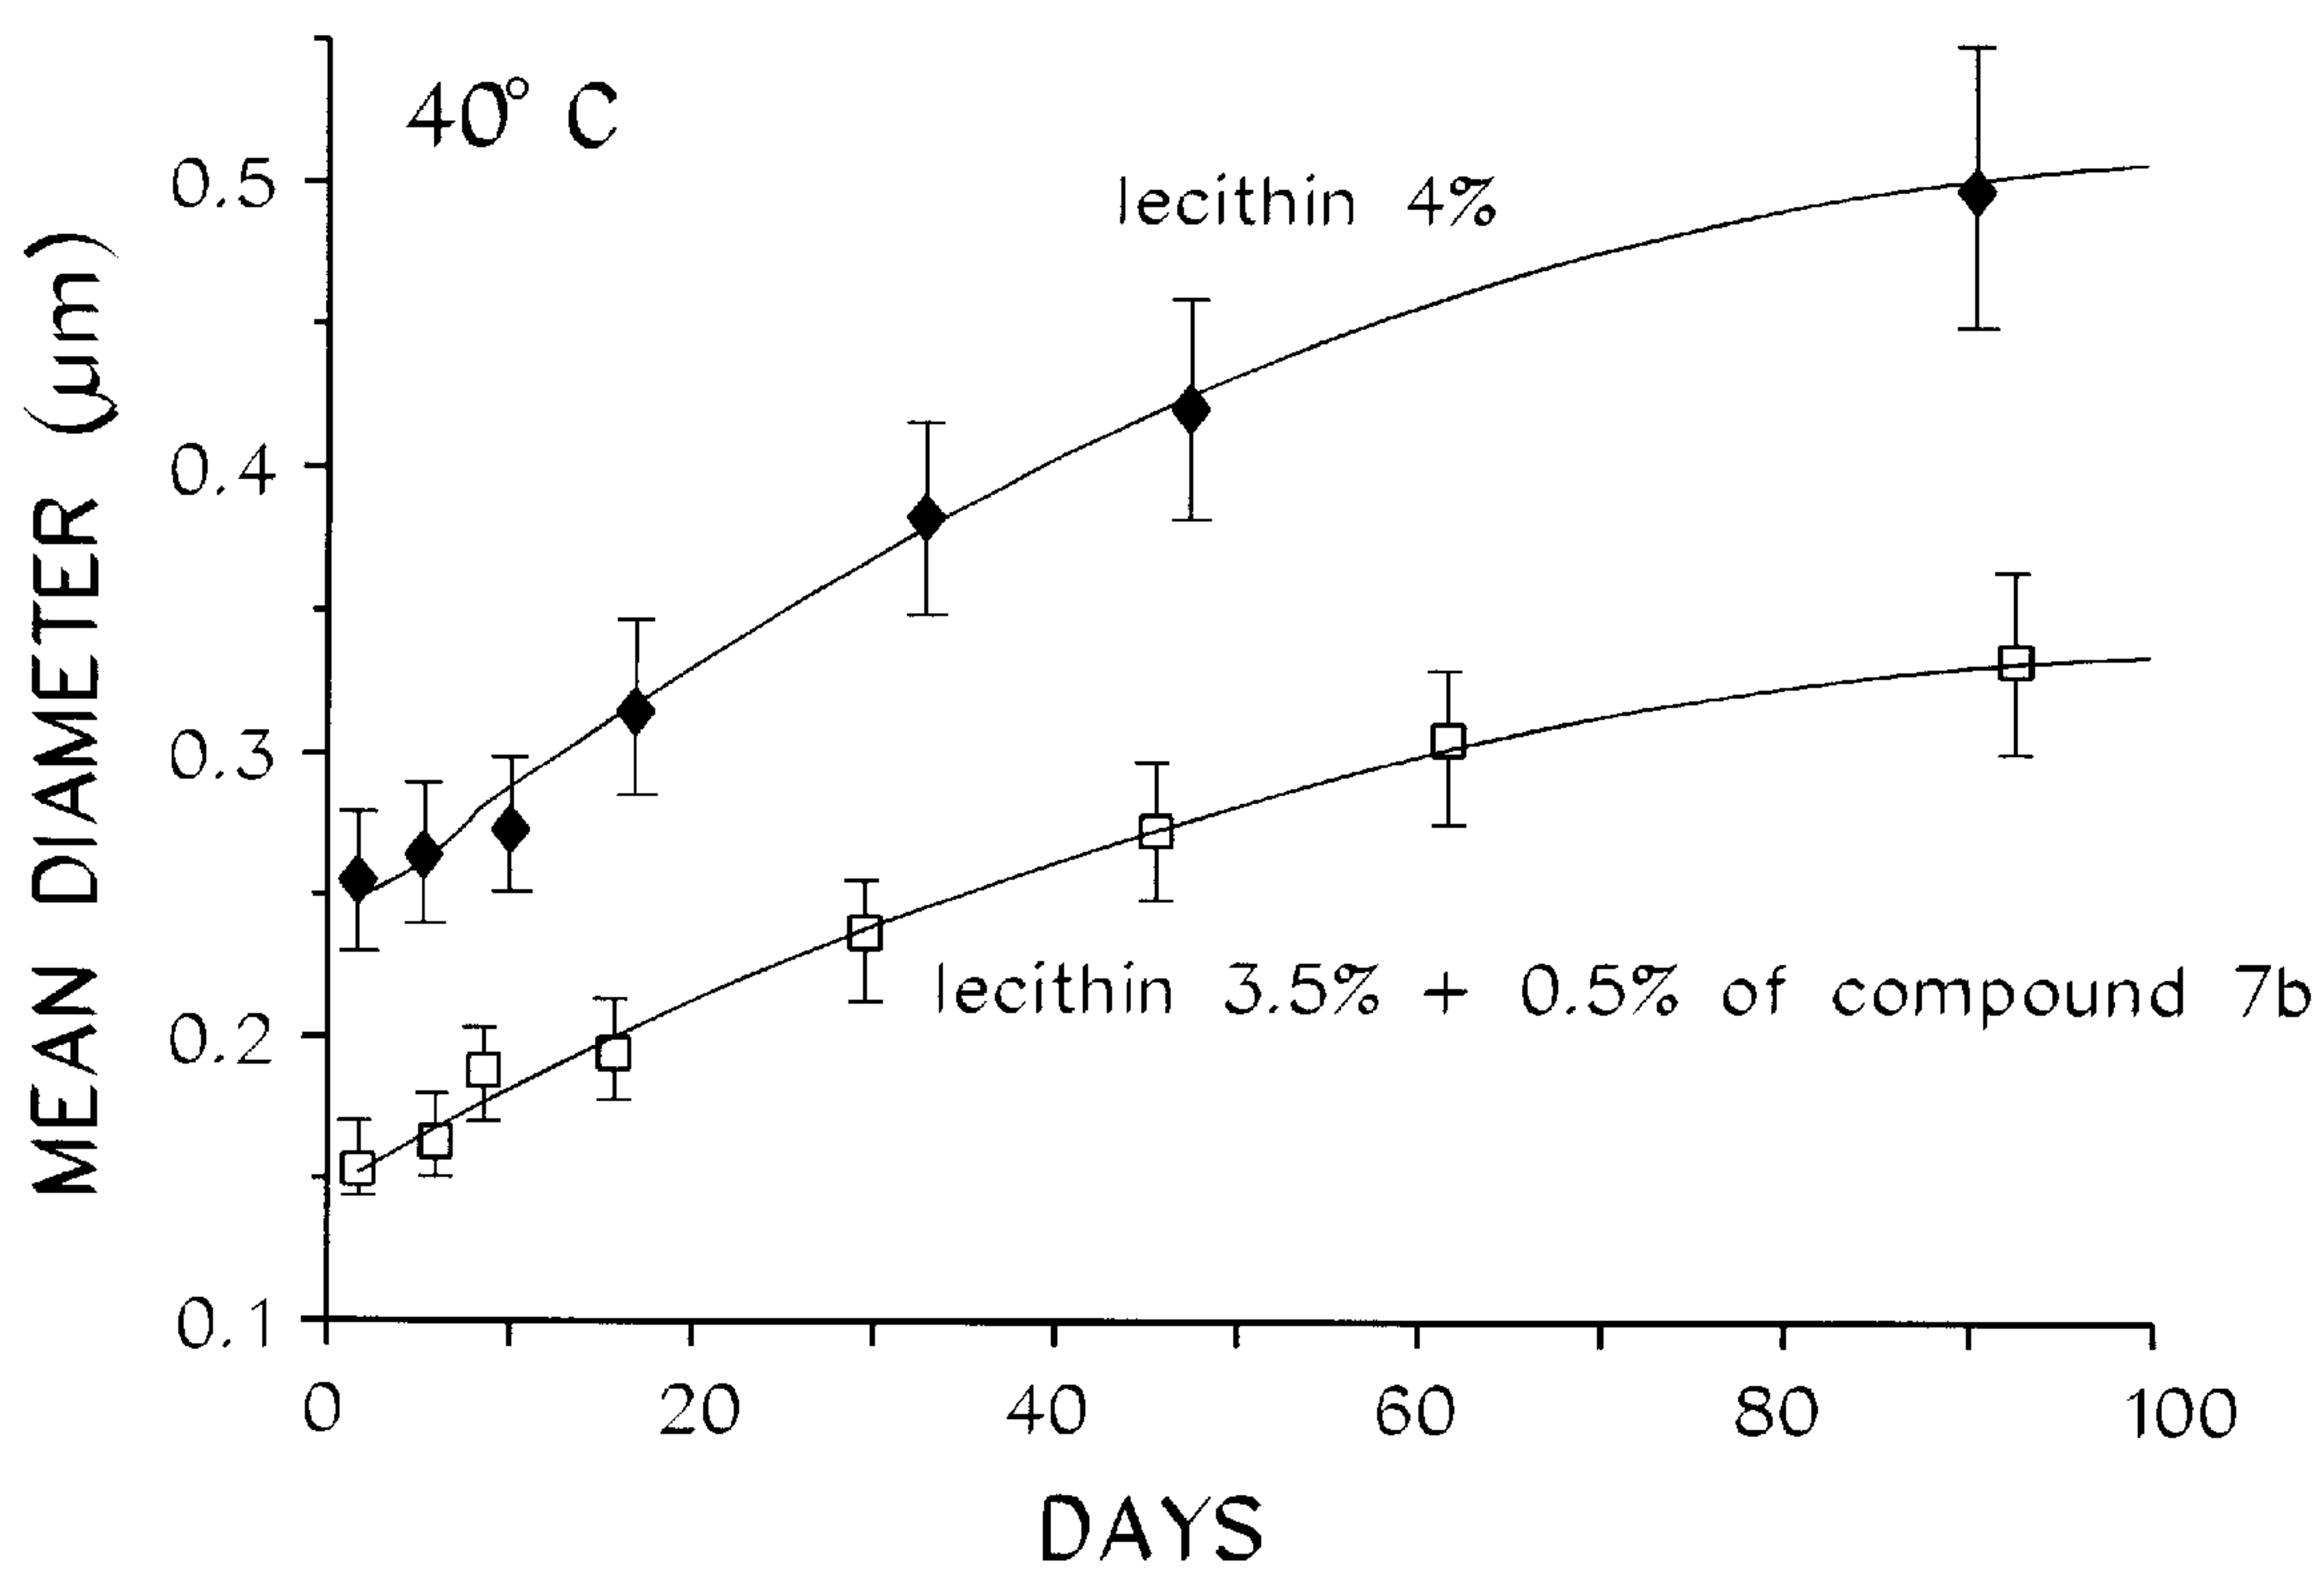 40° C
0.5
lecithin 4%
0.4
0.3
lecithin 3.5% + 0.5% of compound 7b
0.2
0.1
MEAN DIAMETER (μm)
0 20 40 60 80 100
DAYS